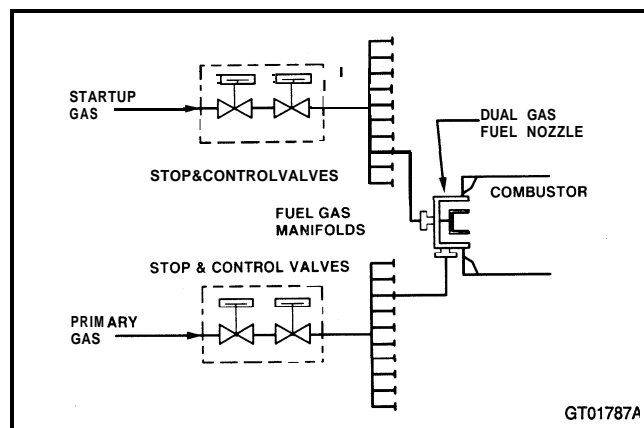 STARTUP
GAS
STOP&CONTROLVALVES
DUAL GAS
FUEL NOZZLE
COMBUSTOR
FUEL GAS
MANIFOLDS
STOP & CONTROL VALVES
PRIMARY
GAS
GT01787A